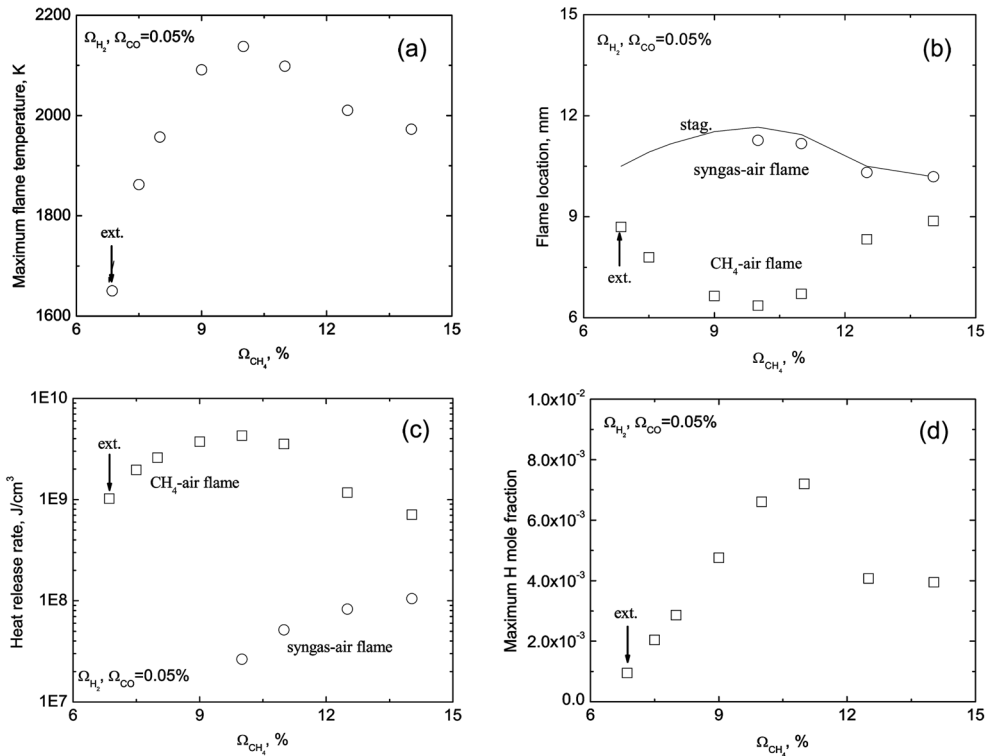 2200
2100
2000
1900
1800
1700
1600
Maximum flame temperature, K
Ω_H₂, Ω_CO=0.05%
(a)
ext.
6 9 12 15
Ω_CH₄, %
15
12
9
6
Flame location, mm
Ω_H₂, Ω_CO=0.05%
(b)
stag.
syngas-air flame
CH₄-air flame
ext.
6 9 12 15
Ω_CH₄, %
1E10
1E9
1E8
1E7
Heat release rate, J/cm³
(c)
ext.
CH₄-air flame
syngas-air flame
Ω_H₂, Ω_CO=0.05%
6 9 12 15
Ω_CH₄, %
1.0x10⁻²
8.0x10⁻³
6.0x10⁻³
4.0x10⁻³
2.0x10⁻³
0.0
Maximum H mole fraction
Ω_H₂, Ω_CO=0.05%
(d)
ext.
6 9 12 15
Ω_CH₄, %